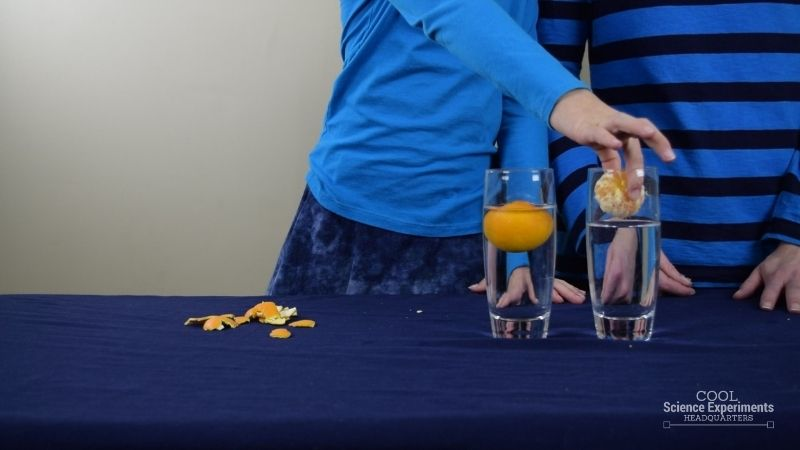 COOL
Science Experiments
HEADQUARTERS